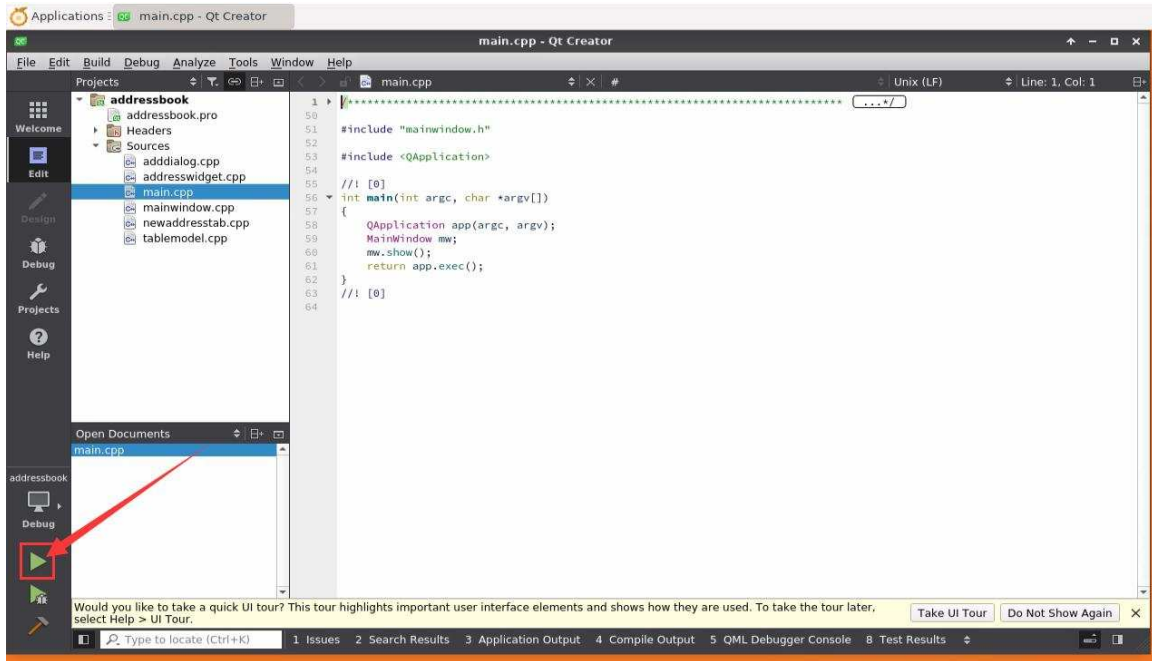 Applications main.cpp - Qt Creator
main.cpp - Qt Creator
File Edit Build Debug Analyze Tools Window Help
Projects main.cpp # Unix (LF) Line: 1, Col: 1
Welcome
Edit
Design
Debug
Projects
Help
addressbook
addressbook.pro
Headers
Sources
adddialog.cpp
addresswidget.cpp
main.cpp
mainwindow.cpp
newaddresstab.cpp
tablemodel.cpp
Open Documents
main.cpp
addressbook
Debug
1 /**************************************************************************** ...*/
50
51 #include "mainwindow.h"
52
53 #include <QApplication>
54
55 //! [0]
56 int main(int argc, char *argv[])
57 {
58     QApplication app(argc, argv);
59     MainWindow mw;
60     mw.show();
61     return app.exec();
62 }
63 //! [0]
64
Would you like to take a quick UI tour? This tour highlights important user interface elements and shows how they are used. To take the tour later,
select Help > UI Tour.
Take UI Tour Do Not Show Again
Type to locate (Ctrl+K) 1 Issues 2 Search Results 3 Application Output 4 Compile Output 5 QML Debugger Console 8 Test Results